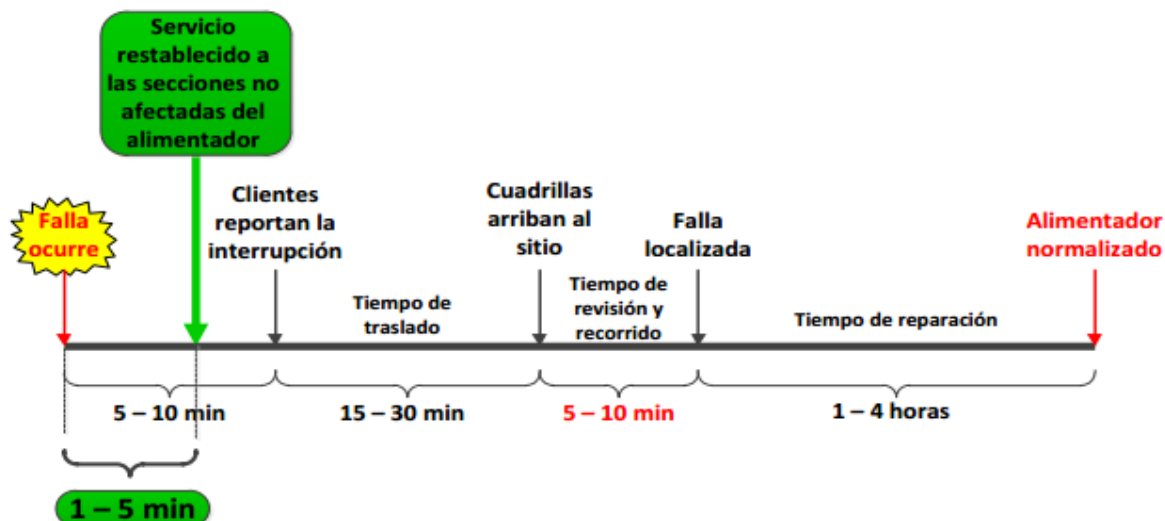 Servicio
restablecido a
las secciones no
afectadas del
alimentador
Falla
ocurre
Clientes
reportan la
interrupción
Cuadrillas
arriban al
sitio
Falla
localizada
Alimentador
normalizado
Tiempo de
traslado
Tiempo de
revisión y
recorrido
Tiempo de reparación
5 – 10 min
15 – 30 min
5 – 10 min
1 – 4 horas
1 – 5 min